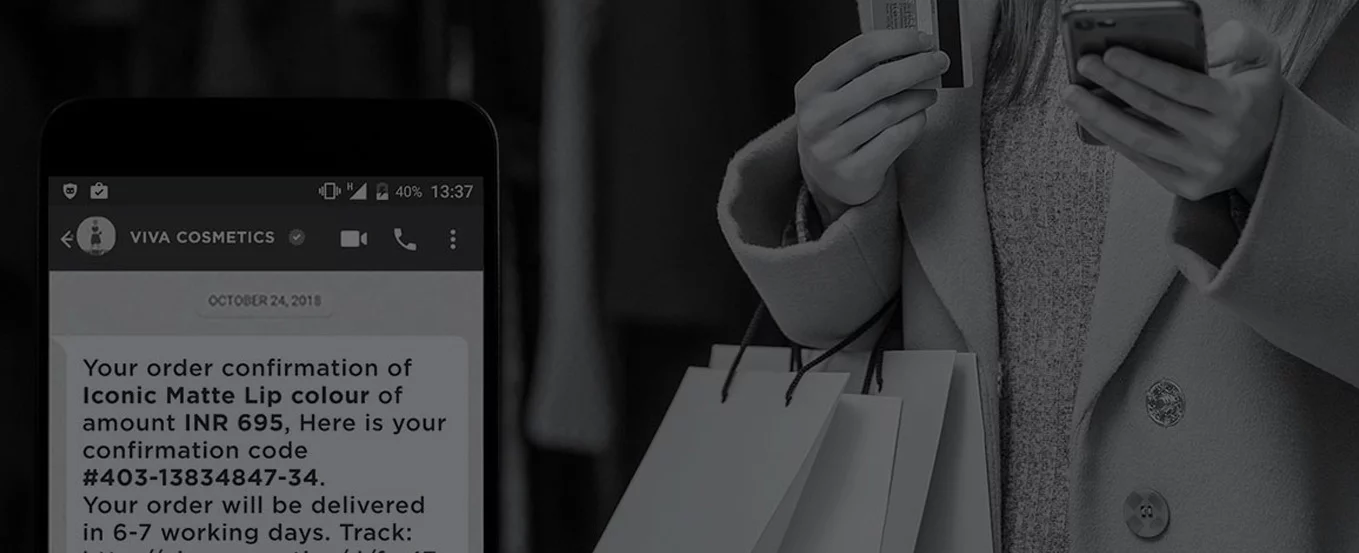 40% 13:37
VIVA COSMETICS
OCTOBER 24, 2018
Your order confirmation of
Iconic Matte Lip colour of
amount INR 695, Here is your
confirmation code
#403-13834847-34.
Your order will be delivered
in 6-7 working days. Track: